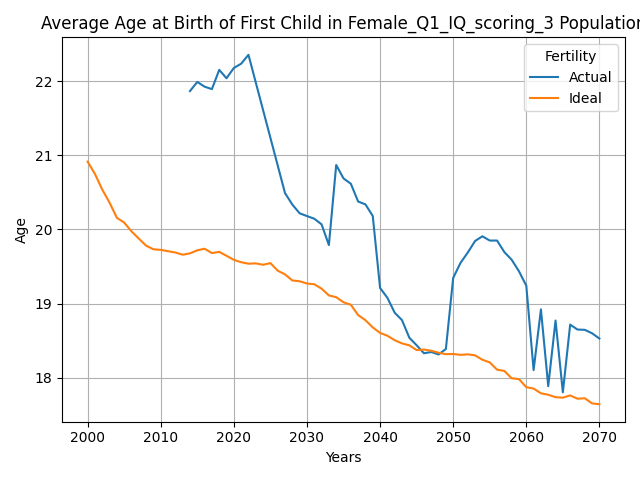 Average Age at Birth of First Child in Female_Q1_IQ_scoring_3 Population
Fertility
Actual
Ideal
22
21
20
19
18
Age
2000 2010 2020 2030 2040 2050 2060 2070
Years